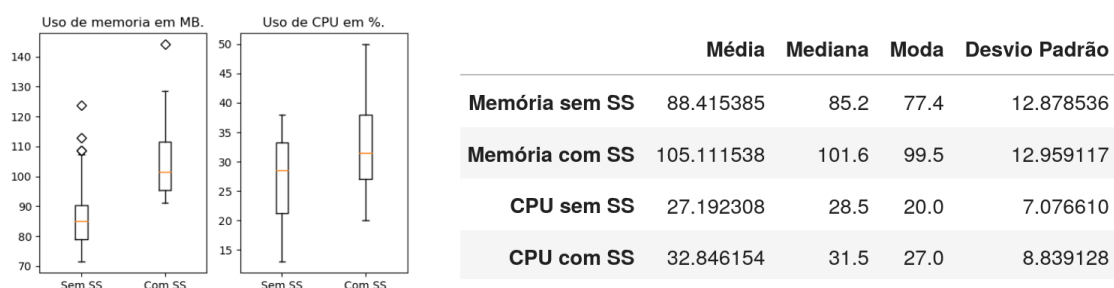 Uso de memoria em MB.
140
130
120
110
100
90
80
70
Sem SS Com SS
Uso de CPU em %.
50
45
40
35
30
25
20
15
Sem SS Com SS
Média Mediana Moda Desvio Padrão
Memória sem SS 88.415385 85.2 77.4 12.878536
Memória com SS 105.111538 101.6 99.5 12.959117
CPU sem SS 27.192308 28.5 20.0 7.076610
CPU com SS 32.846154 31.5 27.0 8.839128